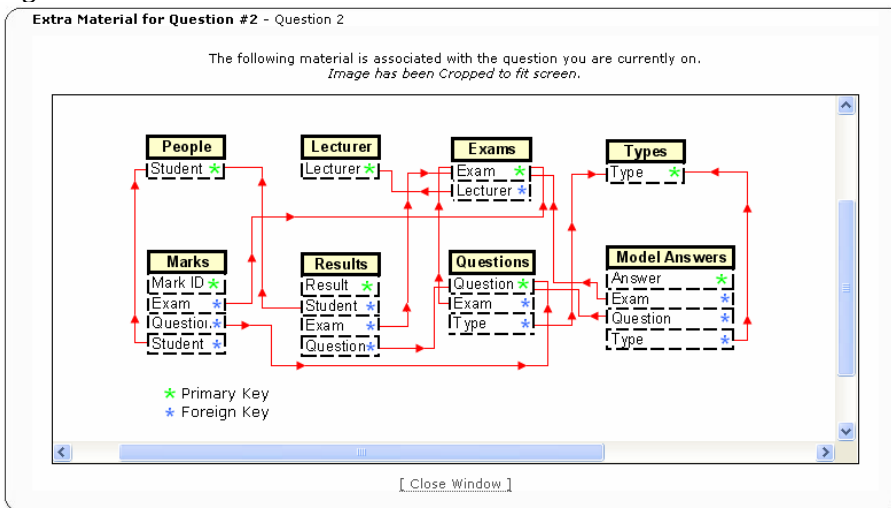 Extra Material for Question #2 - Question 2
The following material is associated with the question you are currently on.
Image has been Cropped to fit screen.
People
Student *
Lecturer
Lecturer *
Exams
Exam *
Lecturer *
Types
Type *
Marks
Mark ID *
Exam *
Question *
Student *
Results
Result *
Student *
Exam *
Question *
Questions
Question *
Exam *
Type *
Model Answers
Answer *
Exam *
Question *
Type *
* Primary Key
* Foreign Key
[ Close Window ]